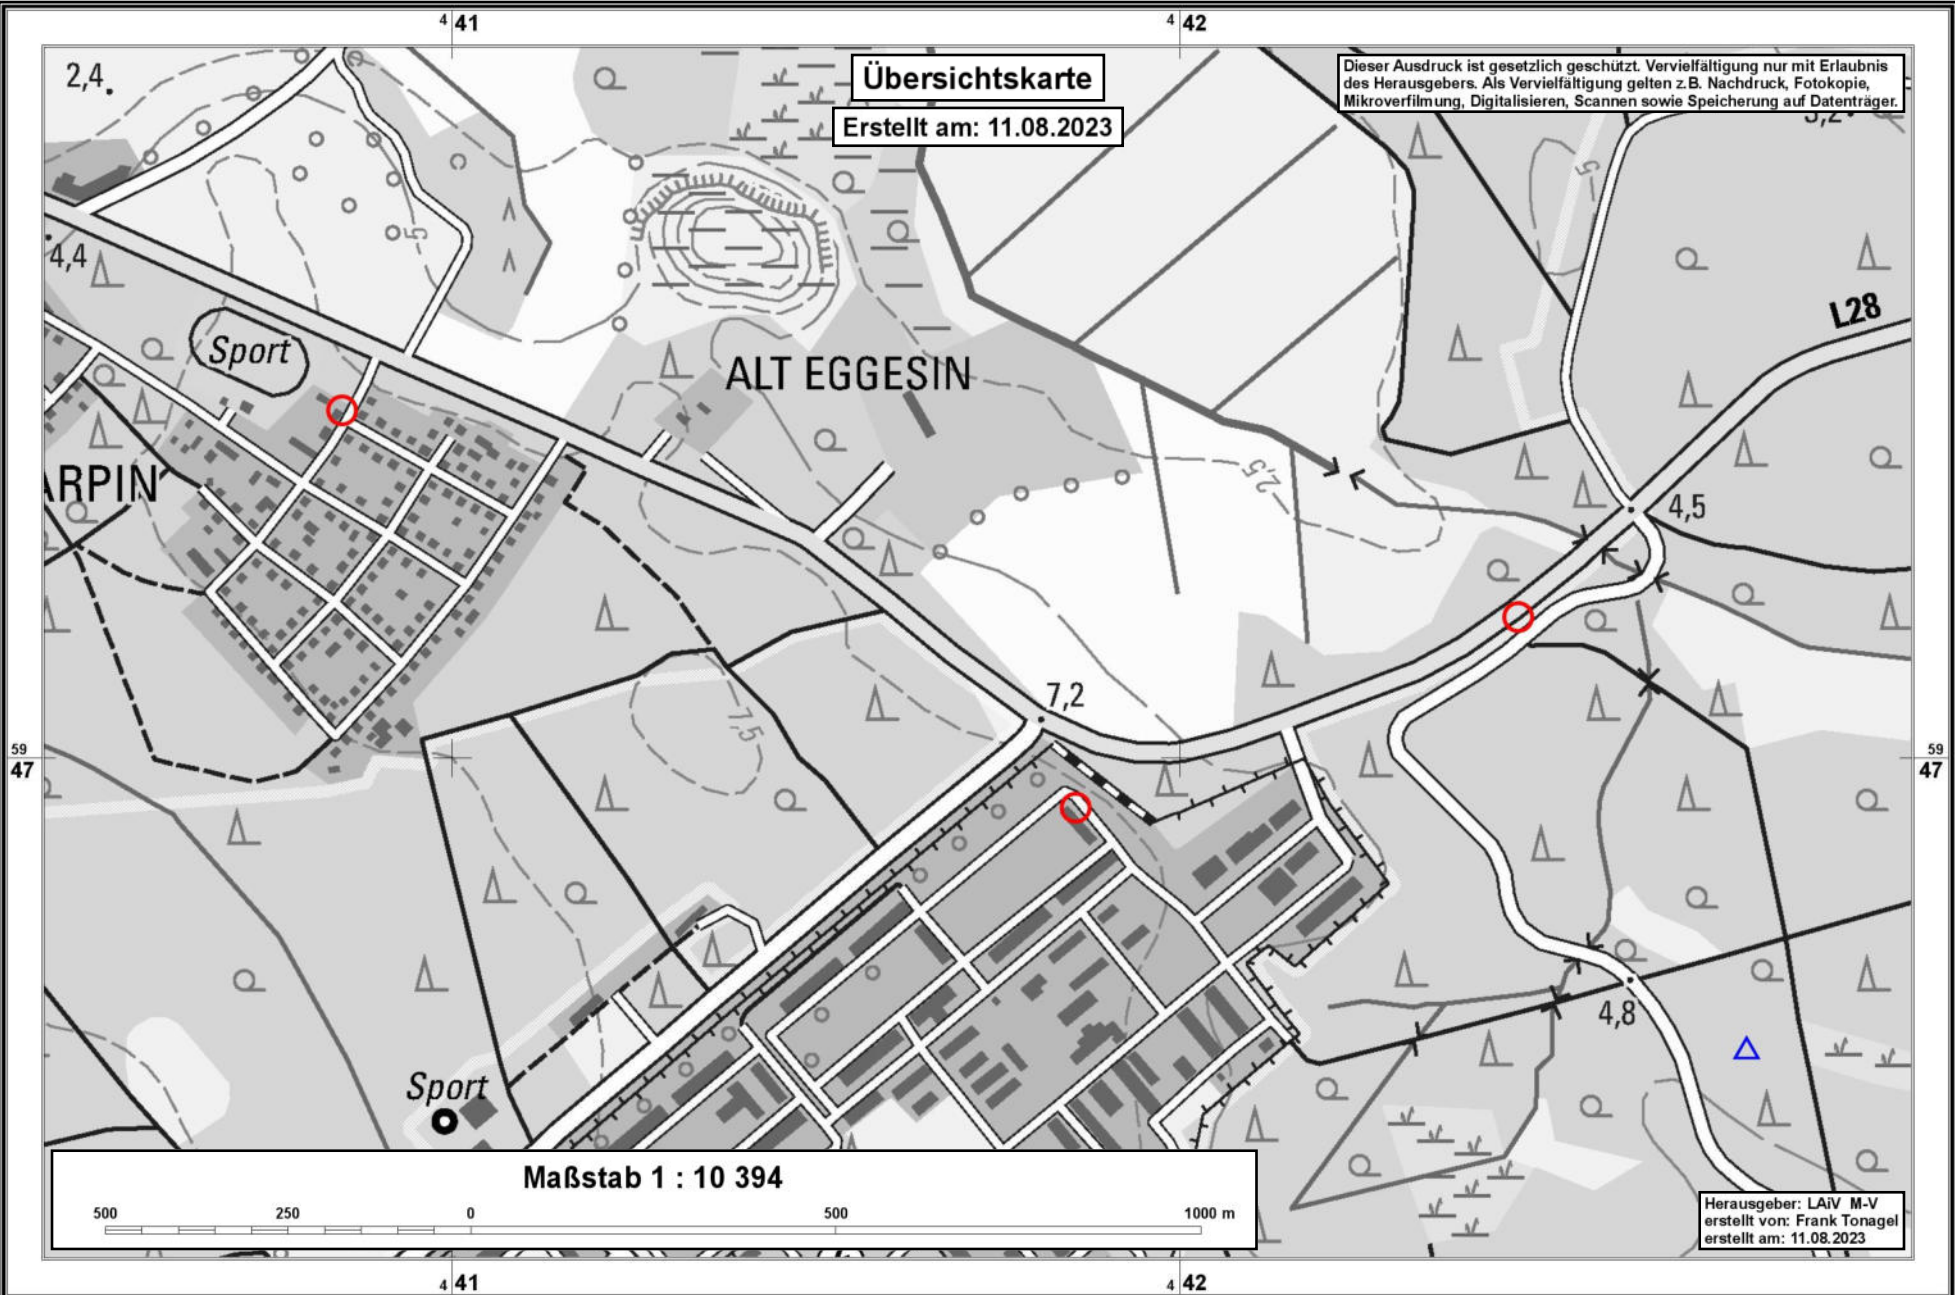 4 41
4 42
2,4
Übersichtskarte
Erstellt am: 11.08.2023
Dieser Ausdruck ist gesetzlich geschützt. Vervielfältigung nur mit Erlaubnis
des Herausgebers. Als Vervielfältigung gelten z.B. Nachdruck, Fotokopie,
Mikroverfilmung, Digitalisieren, Scannen sowie Speicherung auf Datenträger.
5
5
4,4
L28
Sport
ALT EGGESIN
2,5
ARPIN
4,5
7,2
7,5
59
47
59
47
4,8
Sport
Maßstab 1 : 10 394
500 250 0 500 1000 m
Herausgeber: LAiV M-V
erstellt von: Frank Tonagel
erstellt am: 11.08.2023
4 41
4 42